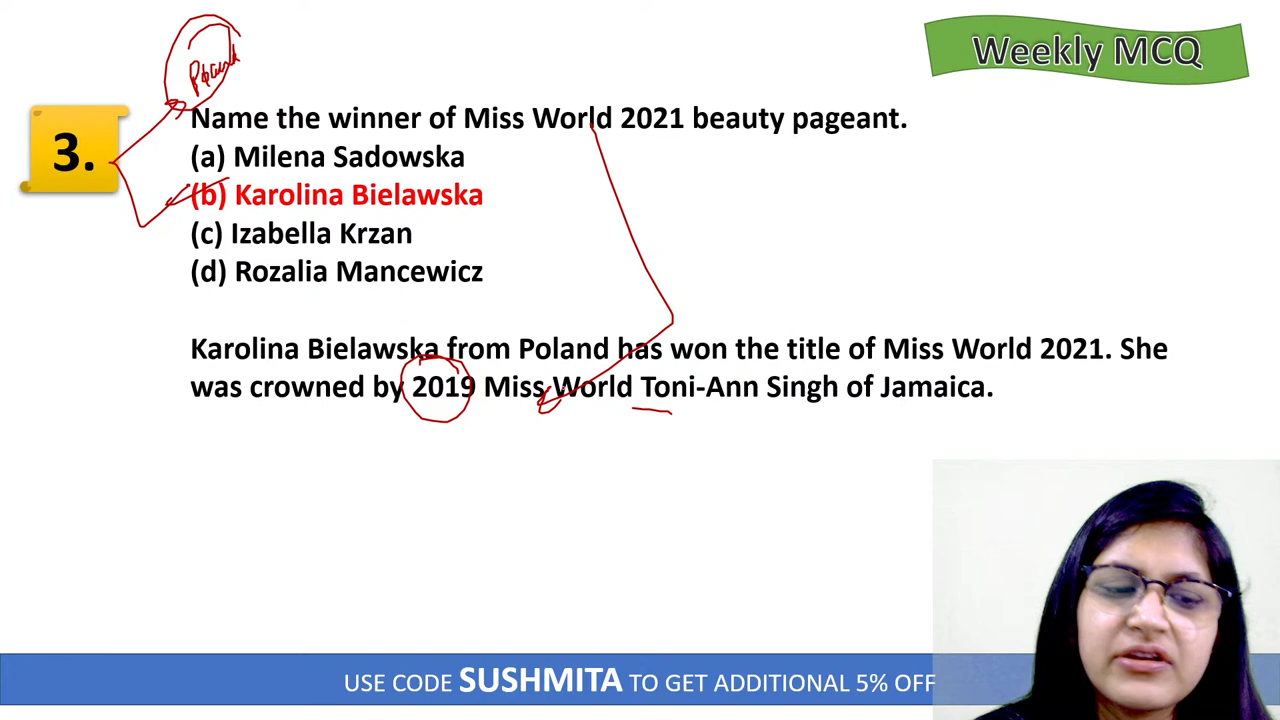 Weekly MCQ
Poland
3.
Name the winner of Miss World 2021 beauty pageant.
(a) Milena Sadowska
(b) Karolina Bielawska
(c) Izabella Krzan
(d) Rozalia Mancewicz
Karolina Bielawska from Poland has won the title of Miss World 2021. She
was crowned by 2019 Miss World Toni-Ann Singh of Jamaica.
USE CODE SUSHMITA TO GET ADDITIONAL 5% OFF